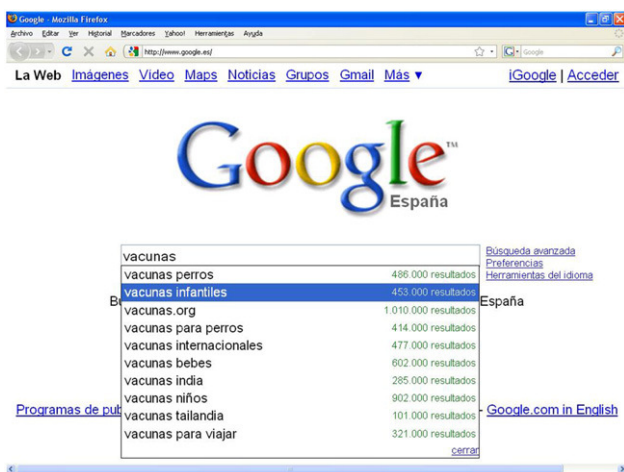 Google - Mozilla Firefox
Archivo Editar Ver Historial Marcadores Yahoo! Herramientas Ayuda
http://www.google.es/ Google
La Web Imágenes Vídeo Maps Noticias Grupos Gmail Más ▼ iGoogle | Acceder
Google™
España
vacunas
Búsqueda avanzada
Preferencias
Herramientas del idioma
vacunas perros 486.000 resultados
vacunas infantiles 453.000 resultados
vacunas.org 1.010.000 resultados
vacunas para perros 414.000 resultados
vacunas internacionales 477.000 resultados
vacunas bebes 602.000 resultados
vacunas india 285.000 resultados
vacunas niños 902.000 resultados
vacunas tailandia 101.000 resultados
vacunas para viajar 321.000 resultados
cerrar
España
Programas de - Google.com in English